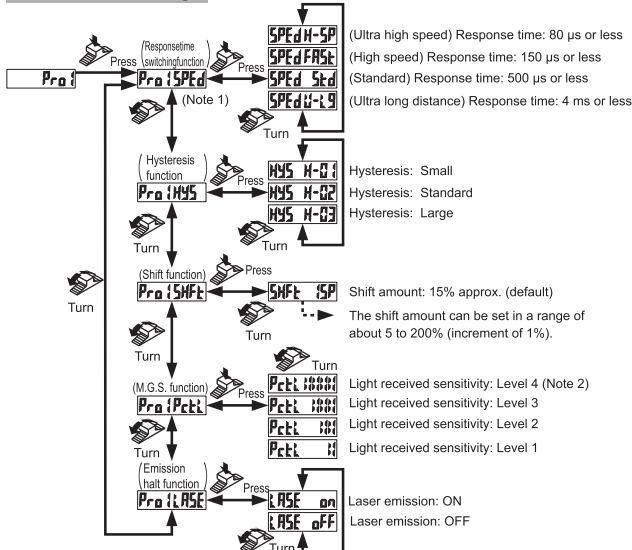 SPEd H-SP (Ultra high speed) Response time: 80 µs or less
(Responsetime switchingfunction) Press
Press SPEd FASt (High speed) Response time: 150 µs or less
Pro1 Pro1SPEd SPEd Std (Standard) Response time: 500 µs or less
(Note 1) SPEd U-LG (Ultra long distance) Response time: 4 ms or less
Turn
(Hysteresis function) HYS H-01 Hysteresis: Small
Press
Pro1HYS HYS H-02 Hysteresis: Standard
HYS H-03 Hysteresis: Large
Turn Turn
(Shift function) Press
Pro1SHFt SHFt 15P Shift amount: 15% approx. (default)
Turn
The shift amount can be set in a range of
about 5 to 200% (increment of 1%).
Turn Turn
Turn
(M.G.S. function) Press Light received sensitivity: Level 4 (Note 2)
Pro1PctL PctL Light received sensitivity: Level 3
PctL Light received sensitivity: Level 2
PctL Light received sensitivity: Level 1
Turn
(Emission halt function) Press
Pro1LASE LASE on Laser emission: ON
LASE oFF Laser emission: OFF
Turn